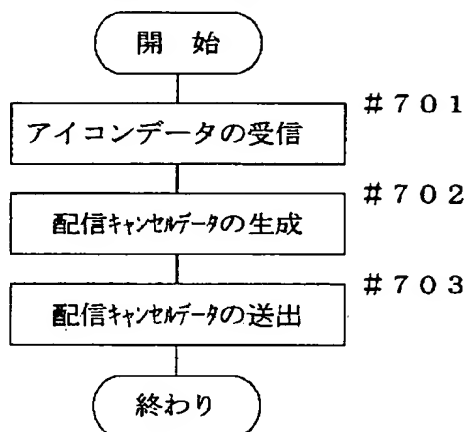 開　始
＃７０１
アイコンデータの受信
＃７０２
配信ｷｬﾝｾﾙﾃﾞｰﾀの生成
＃７０３
配信ｷｬﾝｾﾙﾃﾞｰﾀの送出
終わり